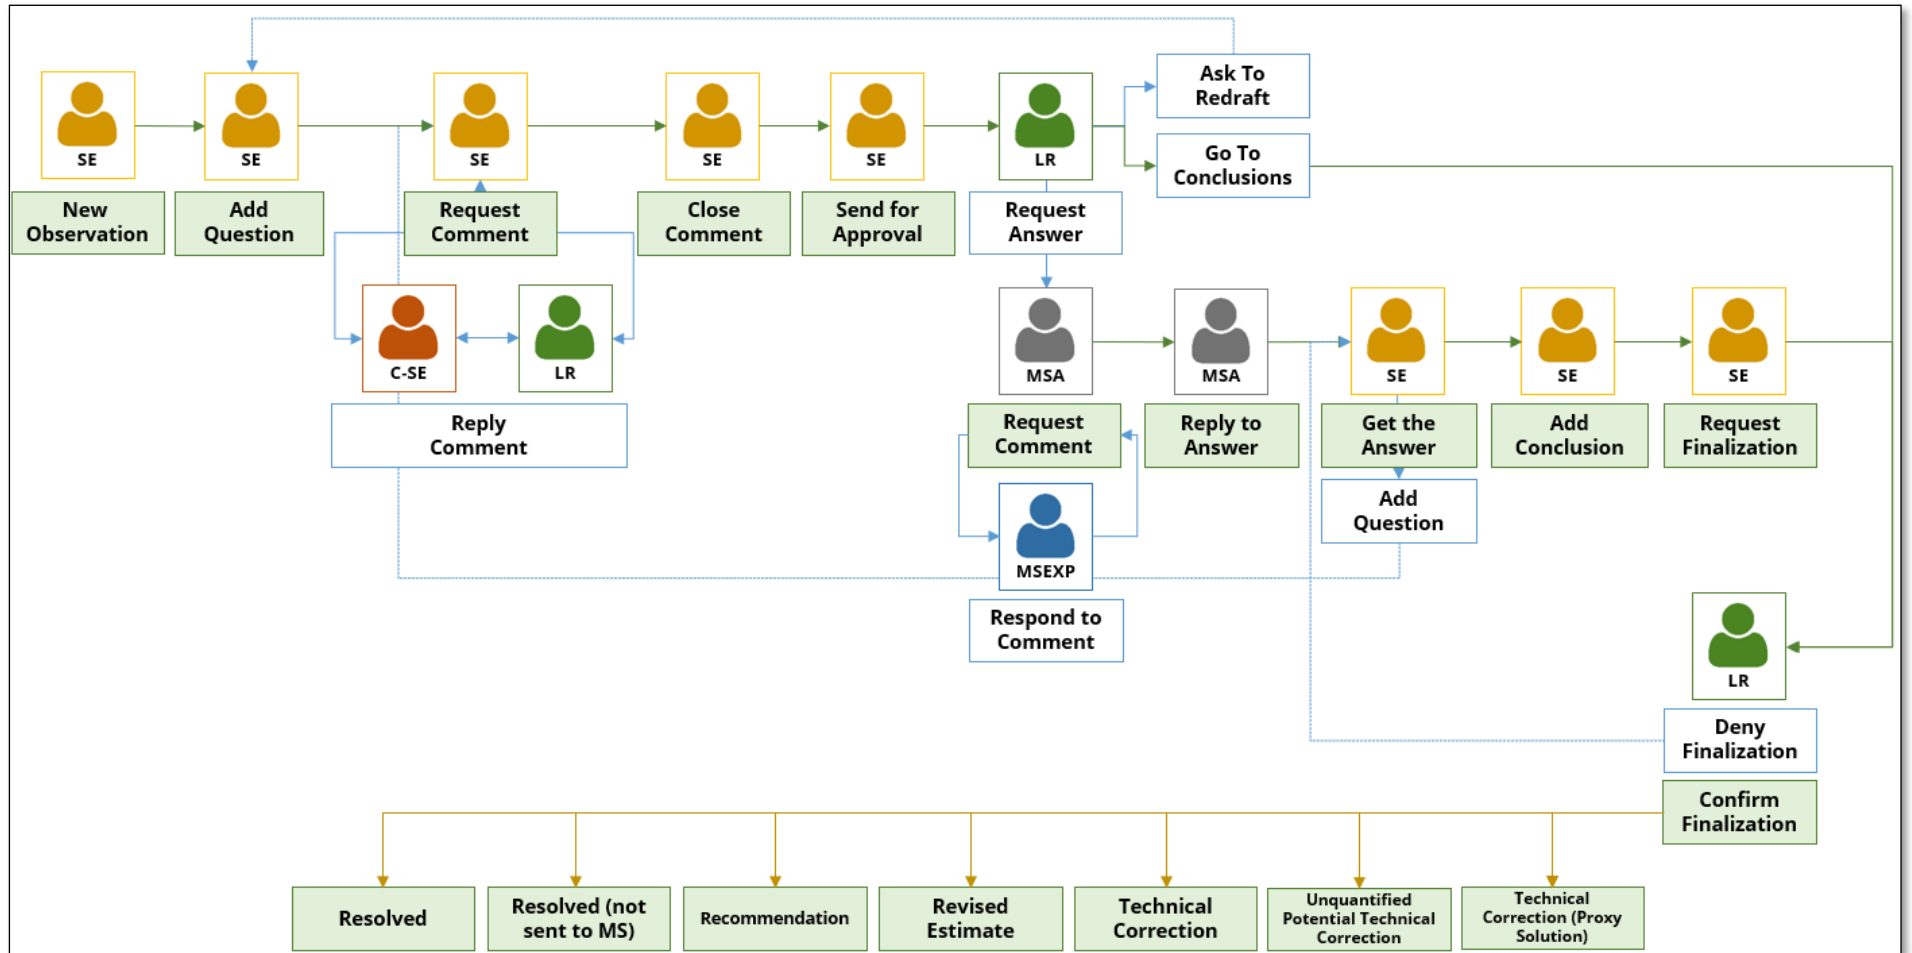 Ask To
Redraft
SE
SE
SE
SE
SE
LR
Go To
Conclusions
New
Observation
Add
Question
Request
Comment
Close
Comment
Send for
Approval
Request
Answer
C-SE
LR
MSA
MSA
SE
SE
SE
Reply
Comment
Request
Comment
Reply to
Answer
Get the
Answer
Add
Conclusion
Request
Finalization
Add
Question
MSEXP
Respond to
Comment
LR
Deny
Finalization
Confirm
Finalization
Resolved
Resolved (not
sent to MS)
Recommendation
Revised
Estimate
Technical
Correction
Unquantified
Potential Technical
Correction
Technical
Correction (Proxy
Solution)